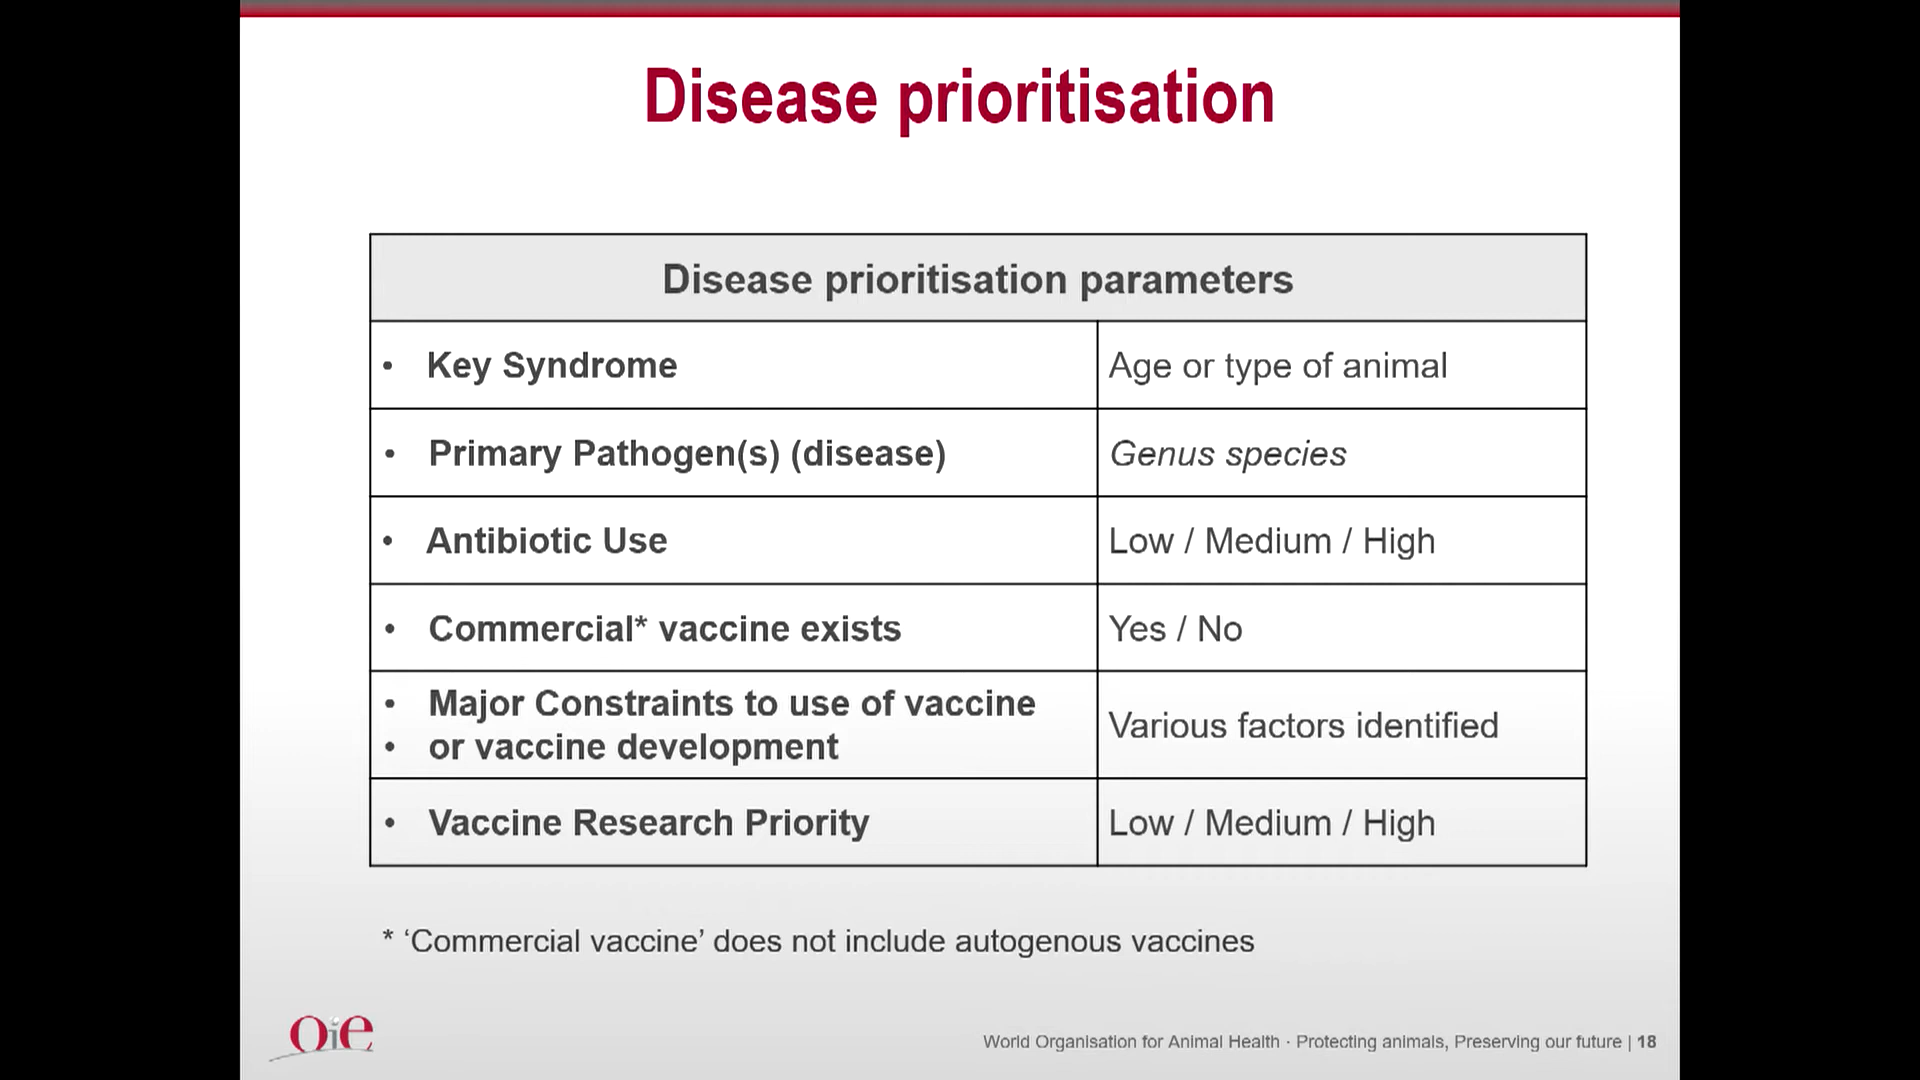 Disease prioritisation
Disease prioritisation parameters
• Key Syndrome
Age or type of animal
• Primary Pathogen(s) (disease)
Genus species
• Antibiotic Use
Low / Medium / High
• Commercial* vaccine exists
Yes / No
• Major Constraints to use of vaccine
• or vaccine development
Various factors identified
• Vaccine Research Priority
Low / Medium / High
* ‘Commercial vaccine’ does not include autogenous vaccines
oie
World Organisation for Animal Health · Protecting animals, Preserving our future | 18